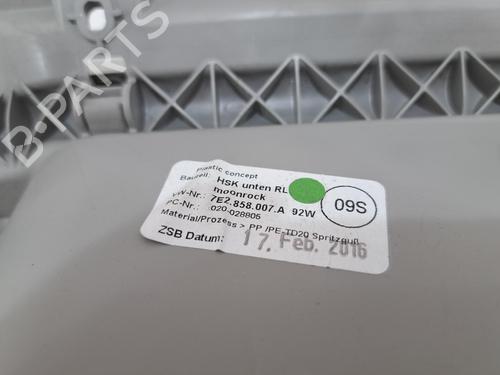 B-PARTS
Plastic concept
Bauteil: HSK unten RL
moonrock
VW-Nr.: 7E2.858.007.A 92W
PC-Nr.: 020-028805
Material/Prozess > PP /PE-TD20 Spritzguß
ZSB Datum: 17. Feb. 2016
09S